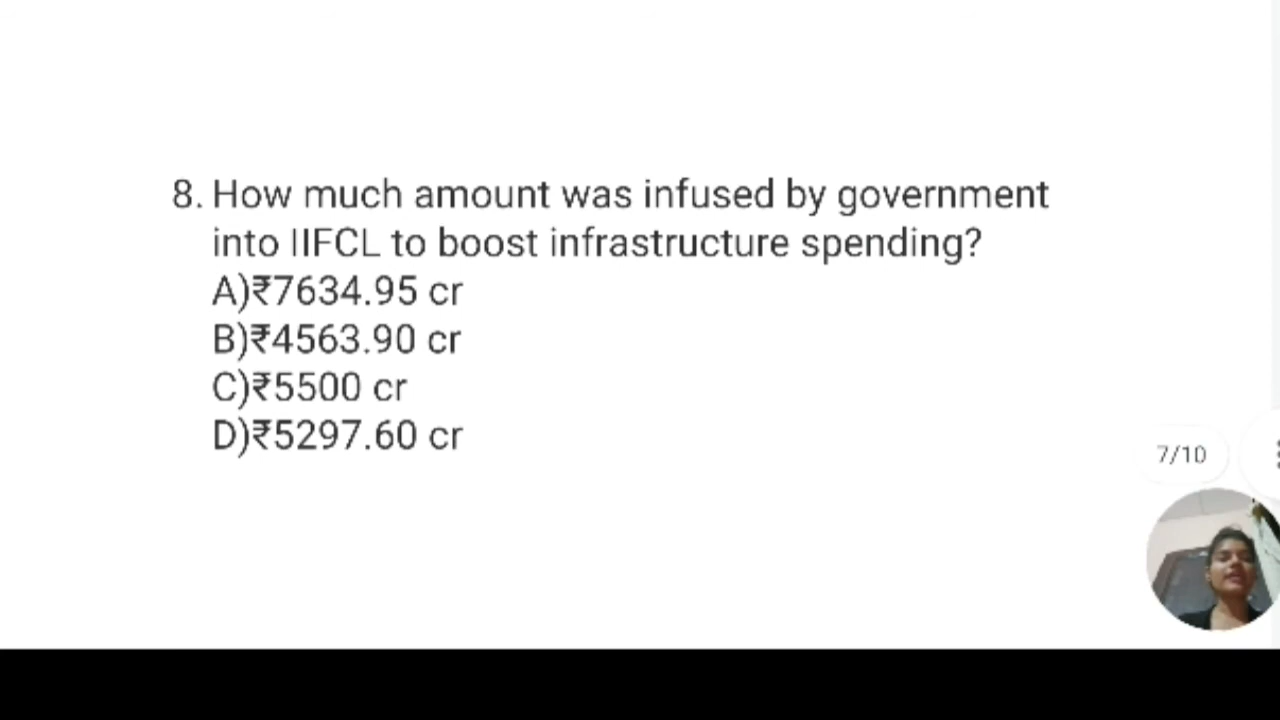 8. How much amount was infused by government
into IIFCL to boost infrastructure spending?
A)₹7634.95 cr
B)₹4563.90 cr
C)₹5500 cr
D)₹5297.60 cr
7/10